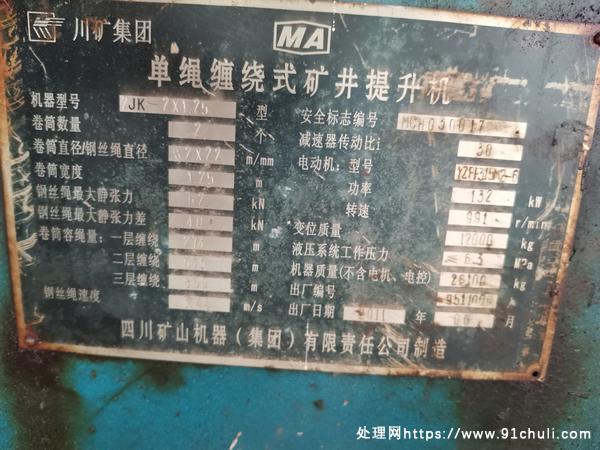 川矿集团
MA
单绳缠绕式矿井提升机
机器型号 JK-2X1.25 型
卷筒数量 2 个
卷筒直径/钢丝绳直径 m/mm
卷筒宽度 1.25 m
钢丝绳最大静张力 kN
钢丝绳最大静张力差 40 kN
卷筒容绳量:一层缠绕 m
二层缠绕 m
三层缠绕 m
钢丝绳速度 m/s
安全标志编号
减速器传动比i 30
电动机:型号
功率 132 kW
转速 991 r/min
变位质量 12000 kg
液压系统工作压力 ≤ 6.3 MPa
机器质量(不含电机、电控) kg
出厂编号
出厂日期 2011 年 月
四川矿山机器(集团)有限责任公司制造
处理网https://www.91chuli.com